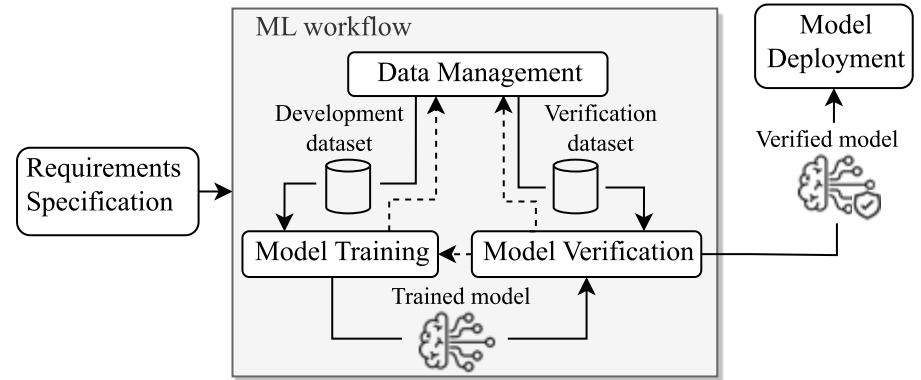 ML workflow
Model
Deployment
Data Management
Development
dataset
Verification
dataset
Verified model
Requirements
Specification
Model Training
Model Verification
Trained model